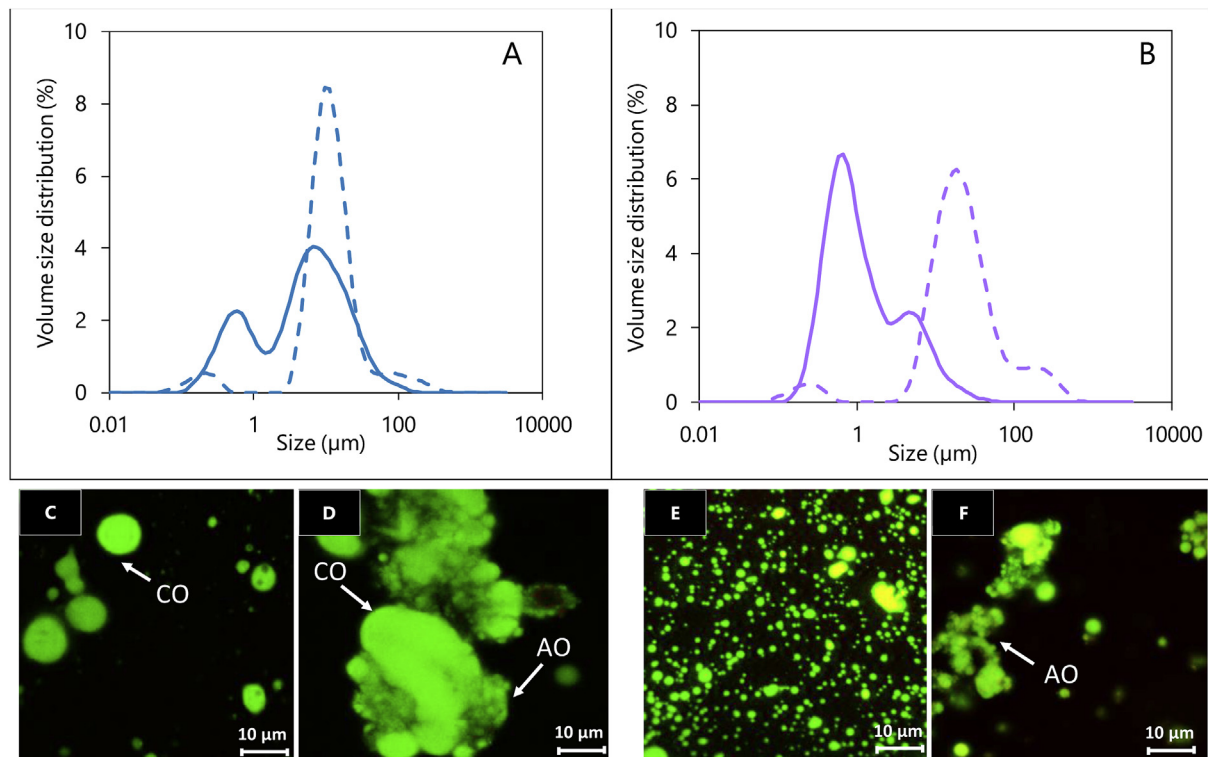 A
Volume size distribution (%)
10
8
6
4
2
0
0.01
1
100
10000
Size (µm)
B
Volume size distribution (%)
10
8
6
4
2
0
0.01
1
100
10000
Size (µm)
C
CO
10 µm
D
CO
AO
10 µm
E
10 µm
F
AO
10 µm